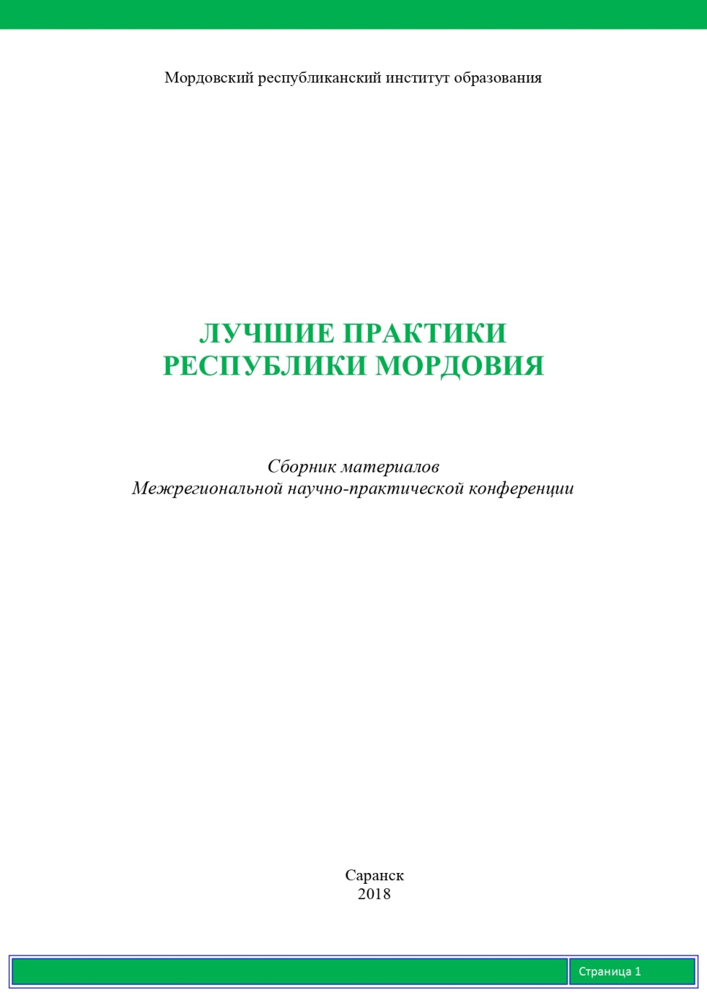 Мордовский республиканский институт образования
ЛУЧШИЕ ПРАКТИКИ
РЕСПУБЛИКИ МОРДОВИЯ
Сборник материалов
Межрегиональной научно-практической конференции
Саранск
2018
Страница 1